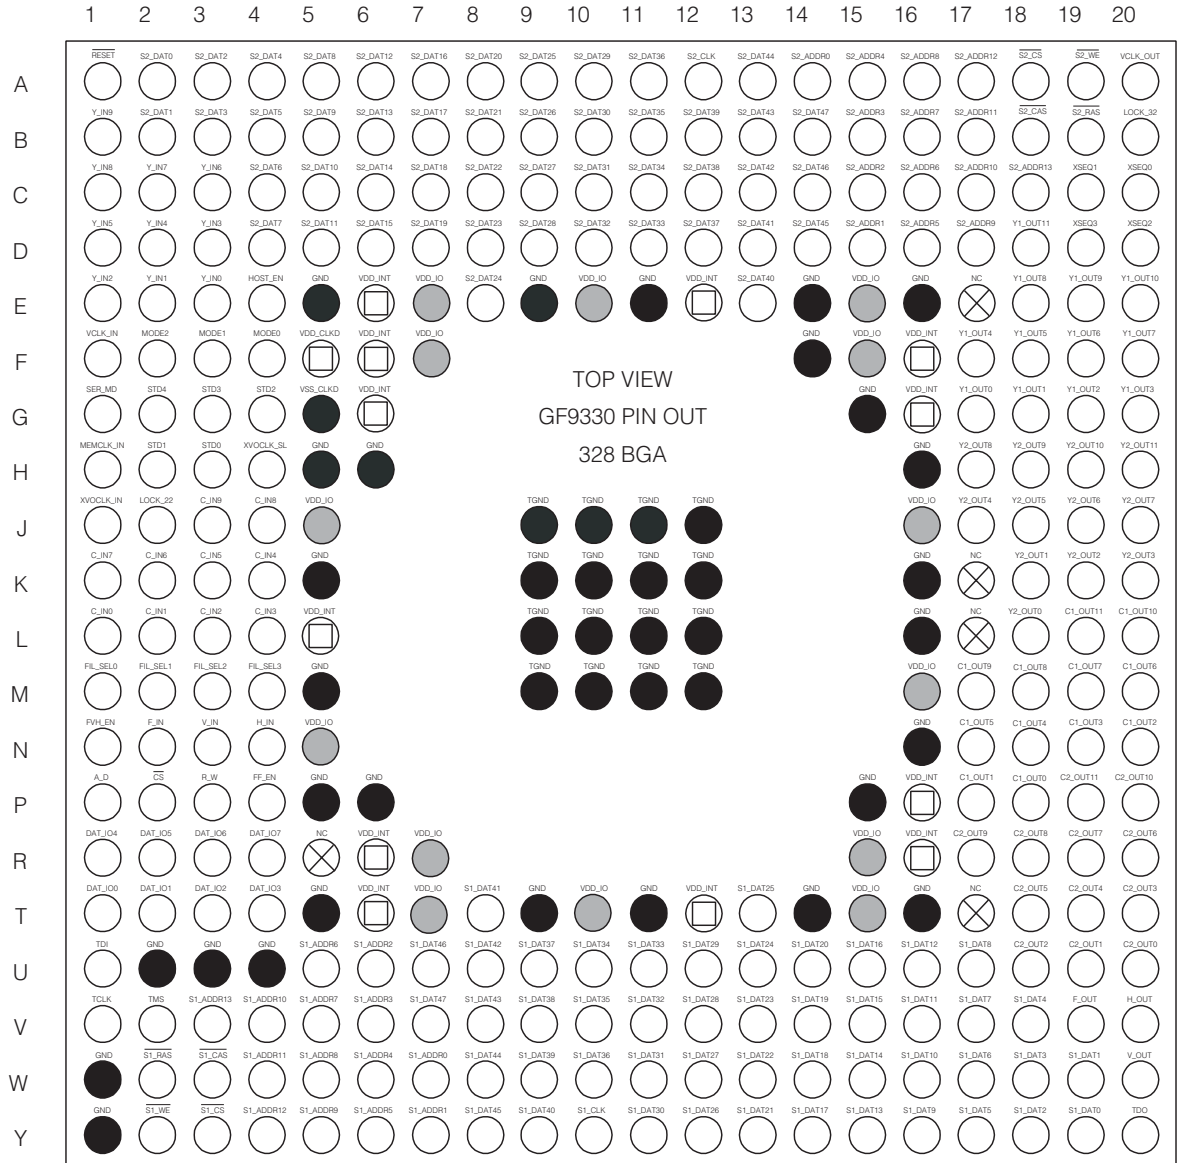 1 2 3 4 5 6 7 8 9 10 11 12 13 14 15 16 17 18 19 20
RESET S2_DAT0 S2_DAT2 S2_DAT4 S2_DAT8 S2_DAT12 S2_DAT16 S2_DAT20 S2_DAT25 S2_DAT29 S2_DAT36 S2_CLK S2_DAT44 S2_ADDR0 S2_ADDR4 S2_ADDR8 S2_ADDR12 S2_CS S2_WE VCLK_OUT
A
Y_IN9 S2_DAT1 S2_DAT3 S2_DAT5 S2_DAT9 S2_DAT13 S2_DAT17 S2_DAT21 S2_DAT26 S2_DAT30 S2_DAT35 S2_DAT39 S2_DAT43 S2_DAT47 S2_ADDR3 S2_ADDR7 S2_ADDR11 S2_CAS S2_RAS LOCK_32
B
Y_IN8 Y_IN7 Y_IN6 S2_DAT6 S2_DAT10 S2_DAT14 S2_DAT18 S2_DAT22 S2_DAT27 S2_DAT31 S2_DAT34 S2_DAT38 S2_DAT42 S2_DAT46 S2_ADDR2 S2_ADDR6 S2_ADDR10 S2_ADDR13 XSEQ1 XSEQ0
C
Y_IN5 Y_IN4 Y_IN3 S2_DAT7 S2_DAT11 S2_DAT15 S2_DAT19 S2_DAT23 S2_DAT28 S2_DAT32 S2_DAT33 S2_DAT37 S2_DAT41 S2_DAT45 S2_ADDR1 S2_ADDR5 S2_ADDR9 Y1_OUT11 XSEQ3 XSEQ2
D
Y_IN2 Y_IN1 Y_IN0 HOST_EN GND VDD_INT VDD_IO S2_DAT24 GND VDD_IO GND VDD_INT S2_DAT40 GND VDD_IO GND NC Y1_OUT8 Y1_OUT9 Y1_OUT10
E
VCLK_IN MODE2 MODE1 MODE0 VDD_CLKD VDD_INT VDD_IO GND VDD_IO VDD_INT Y1_OUT4 Y1_OUT5 Y1_OUT6 Y1_OUT7
F
TOP VIEW
SER_MD STD4 STD3 STD2 VSS_CLKD VDD_INT GND VDD_INT Y1_OUT0 Y1_OUT1 Y1_OUT2 Y1_OUT3
G
GF9330 PIN OUT
MEMCLK_IN STD1 STD0 XVOCLK_SL GND GND GND Y2_OUT8 Y2_OUT9 Y2_OUT10 Y2_OUT11
H
328 BGA
XVOCLK_IN LOCK_22 C_IN9 C_IN8 VDD_IO TGND TGND TGND TGND VDD_IO Y2_OUT4 Y2_OUT5 Y2_OUT6 Y2_OUT7
J
C_IN7 C_IN6 C_IN5 C_IN4 GND TGND TGND TGND TGND GND NC Y2_OUT1 Y2_OUT2 Y2_OUT3
K
C_IN0 C_IN1 C_IN2 C_IN3 VDD_INT TGND TGND TGND TGND GND NC Y2_OUT0 C1_OUT11 C1_OUT10
L
FIL_SEL0 FIL_SEL1 FIL_SEL2 FIL_SEL3 GND TGND TGND TGND TGND VDD_IO C1_OUT9 C1_OUT8 C1_OUT7 C1_OUT6
M
FVH_EN F_IN V_IN H_IN VDD_IO GND C1_OUT5 C1_OUT4 C1_OUT3 C1_OUT2
N
A_D CS R_W FF_EN GND GND GND VDD_INT C1_OUT1 C1_OUT0 C2_OUT11 C2_OUT10
P
DAT_IO4 DAT_IO5 DAT_IO6 DAT_IO7 NC VDD_INT VDD_IO VDD_IO VDD_INT C2_OUT9 C2_OUT8 C2_OUT7 C2_OUT6
R
DAT_IO0 DAT_IO1 DAT_IO2 DAT_IO3 GND VDD_INT VDD_IO S1_DAT41 GND VDD_IO GND VDD_INT S1_DAT25 GND VDD_IO GND NC C2_OUT5 C2_OUT4 C2_OUT3
T
TDI GND GND GND S1_ADDR6 S1_ADDR2 S1_DAT46 S1_DAT42 S1_DAT37 S1_DAT34 S1_DAT33 S1_DAT29 S1_DAT24 S1_DAT20 S1_DAT16 S1_DAT12 S1_DAT8 C2_OUT2 C2_OUT1 C2_OUT0
U
TCLK TMS S1_ADDR13 S1_ADDR10 S1_ADDR7 S1_ADDR3 S1_DAT47 S1_DAT43 S1_DAT38 S1_DAT35 S1_DAT32 S1_DAT28 S1_DAT23 S1_DAT19 S1_DAT15 S1_DAT11 S1_DAT7 S1_DAT4 F_OUT H_OUT
V
GND S1_RAS S1_CAS S1_ADDR11 S1_ADDR8 S1_ADDR4 S1_ADDR0 S1_DAT44 S1_DAT39 S1_DAT36 S1_DAT31 S1_DAT27 S1_DAT22 S1_DAT18 S1_DAT14 S1_DAT10 S1_DAT6 S1_DAT3 S1_DAT1 V_OUT
W
GND S1_WE S1_CS S1_ADDR12 S1_ADDR9 S1_ADDR5 S1_ADDR1 S1_DAT45 S1_DAT40 S1_CLK S1_DAT30 S1_DAT26 S1_DAT21 S1_DAT17 S1_DAT13 S1_DAT9 S1_DAT5 S1_DAT2 S1_DAT0 TDO
Y